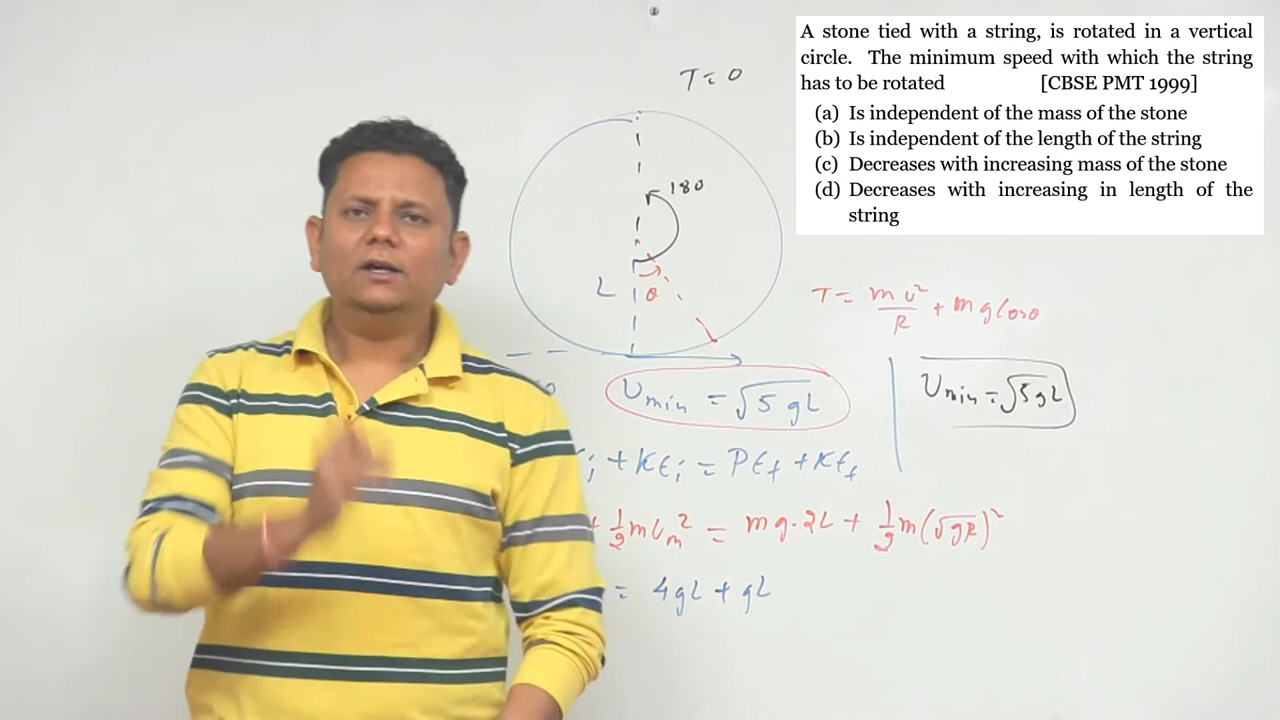 A stone tied with a string, is rotated in a vertical
circle. The minimum speed with which the string
has to be rotated [CBSE PMT 1999]
(a) Is independent of the mass of the stone
(b) Is independent of the length of the string
(c) Decreases with increasing mass of the stone
(d) Decreases with increasing in length of the
string
T = 0
180
L θ
T = mv²/R + mg cosθ
Umin = √5gL
Umin = √5gL
i + KEi = PEf + KEf
+ ½mUm² = mg·2L + ½m(√gR)²
= 4gL + gL